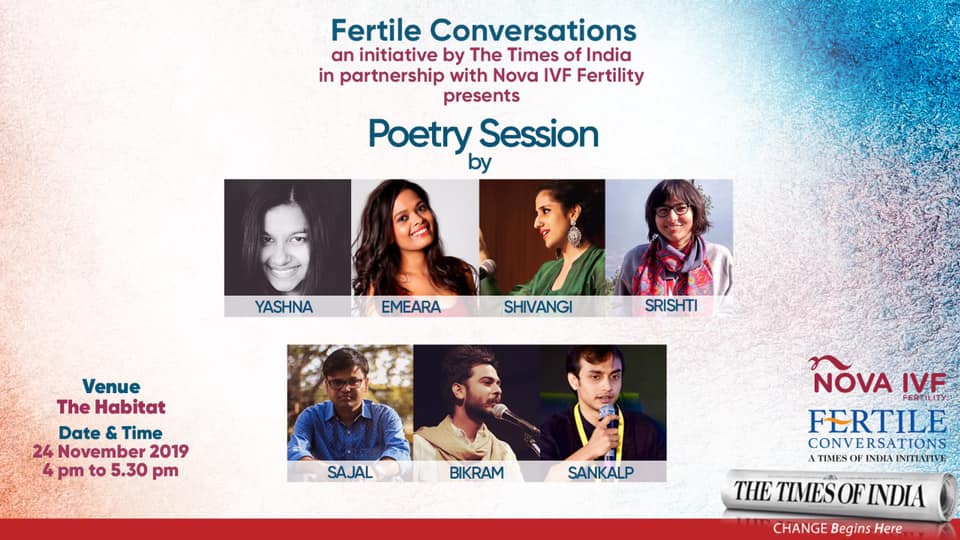 Fertile Conversations
an initiative by The Times of India
in partnership with Nova IVF Fertility
presents
Poetry Session
by
YASHNA
EMEARA
SHIVANGI
SRISHTI
SAJAL
BIKRAM
SANKALP
Venue
The Habitat
Date & Time
24 November 2019
4 pm to 5.30 pm
NOVA IVF
FERTILITY
FERTILE
CONVERSATIONS
A TIMES OF INDIA INITIATIVE
THE TIMES OF INDIA
CHANGE Begins Here